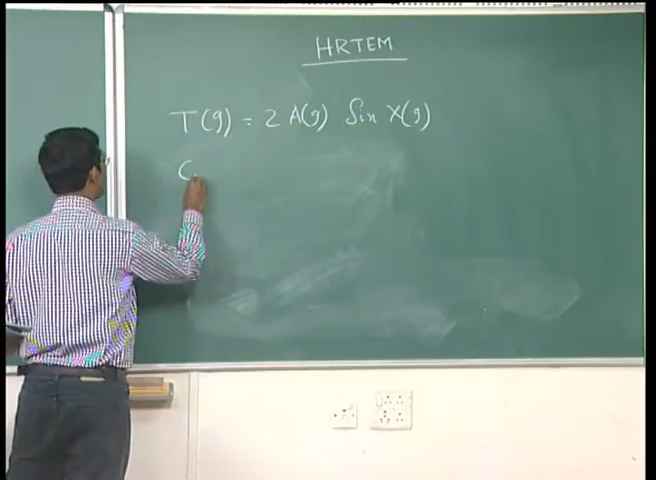 HRTEM
T(g) = 2 A(g) Sin X(g)
C